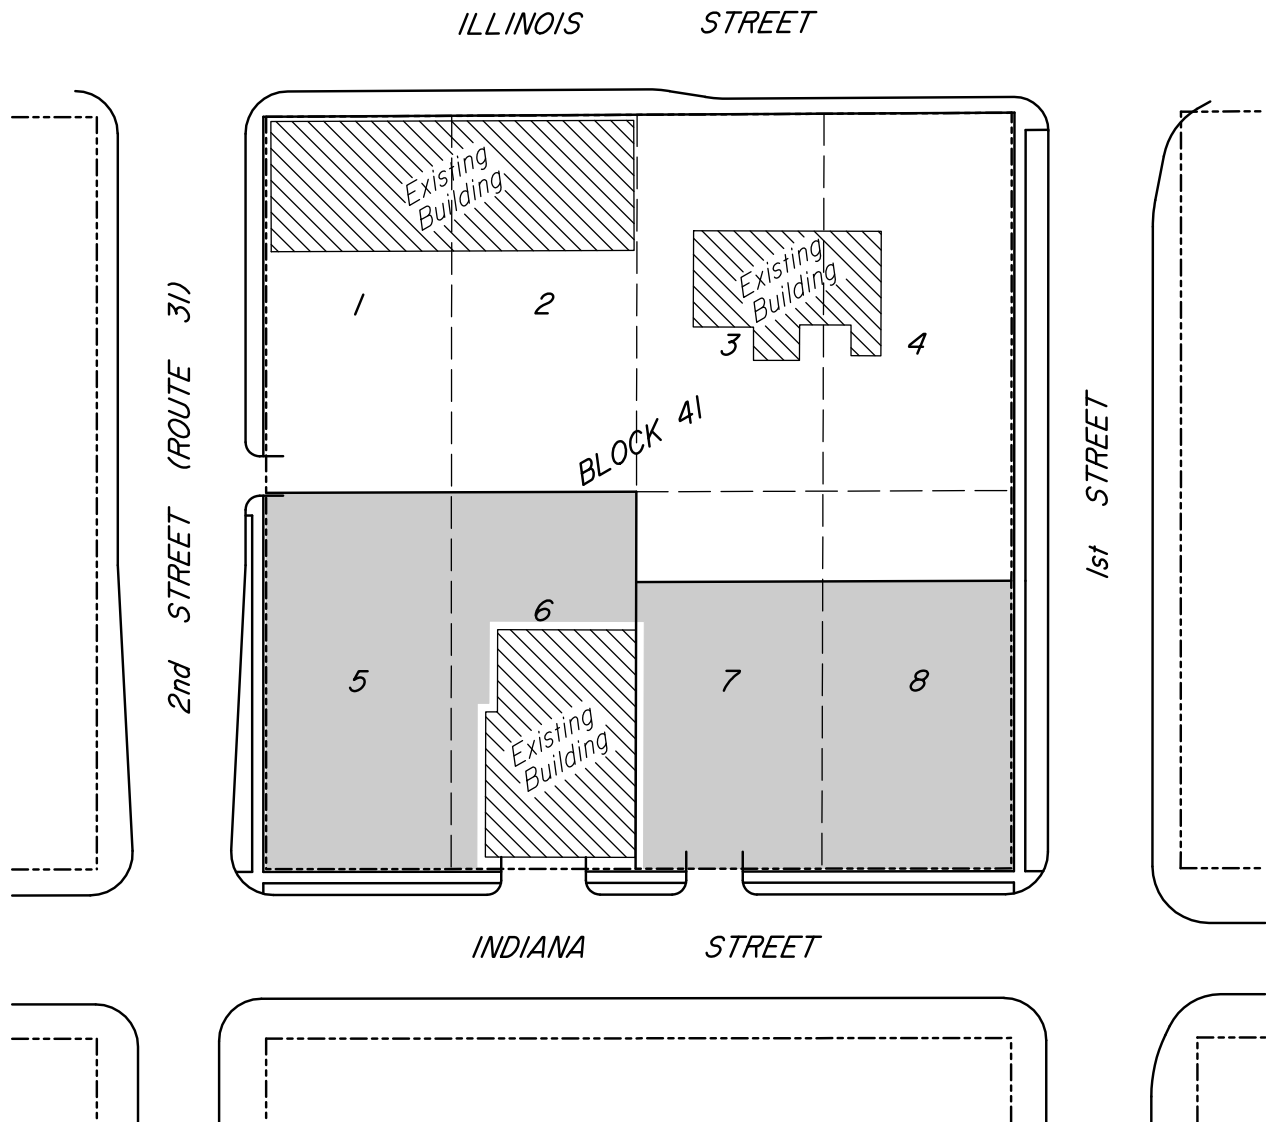 ILLINOIS STREET
Existing
Building
Existing
Building
1
2
3
4
2nd STREET (ROUTE 31)
BLOCK 41
1st STREET
5
6
7
8
Existing
Building
INDIANA STREET